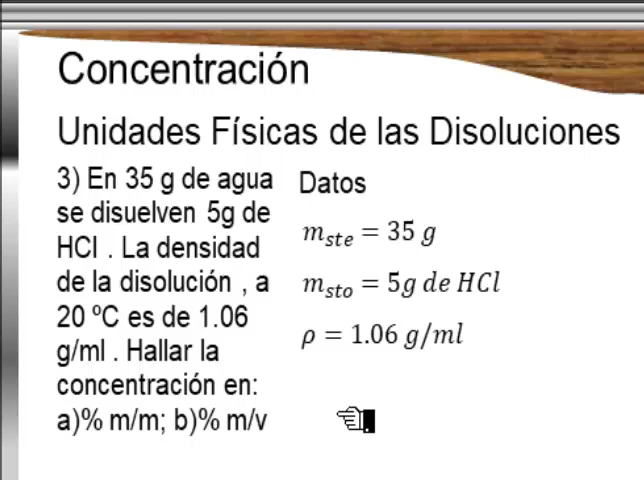 Concentración
Unidades Físicas de las Disoluciones
3) En 35 g de agua
se disuelven 5g de
HCl . La densidad
de la disolución , a
20 ºC es de 1.06
g/ml . Hallar la
concentración en:
a)% m/m; b)% m/v
Datos
m_ste = 35 g
m_sto = 5g de HCl
ρ = 1.06 g/ml